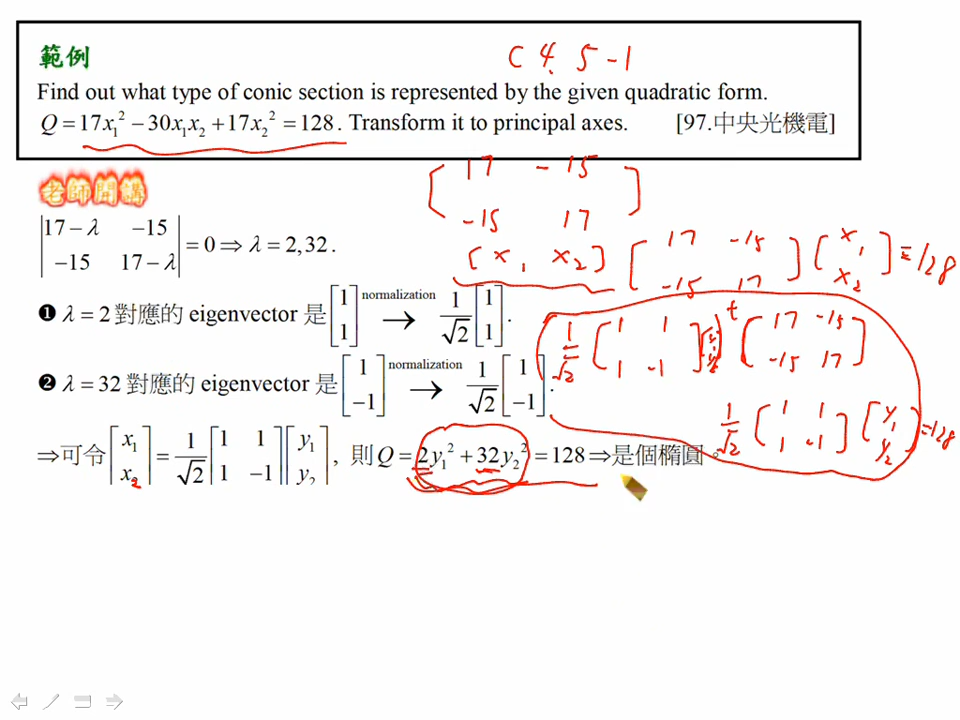 範例
C4.5-1
Find out what type of conic section is represented by the given quadratic form.
Q = 17x₁² − 30x₁x₂ + 17x₂² = 128. Transform it to principal axes. [97.中央光機電]
老師開講
[17 -15; -15 17]
|17−λ −15; −15 17−λ| = 0 ⇒ λ = 2,32.
[x₁ x₂] [17 -15; -15 17] [x₁; x₂] = 128
❶ λ = 2 對應的 eigenvector 是 [1; 1] normalization → 1/√2 [1; 1].
1/√2 [1 1; 1 -1] t [17 -15; -15 17]
❷ λ = 32 對應的 eigenvector 是 [1; −1] normalization → 1/√2 [1; −1].
1/√2 [1 1; 1 -1] [y₁; y₂] = 128
⇒ 可令 [x₁; x₂] = 1/√2 [1 1; 1 −1] [y₁; y₂], 則 Q = 2y₁² + 32y₂² = 128 ⇒ 是個橢圓。